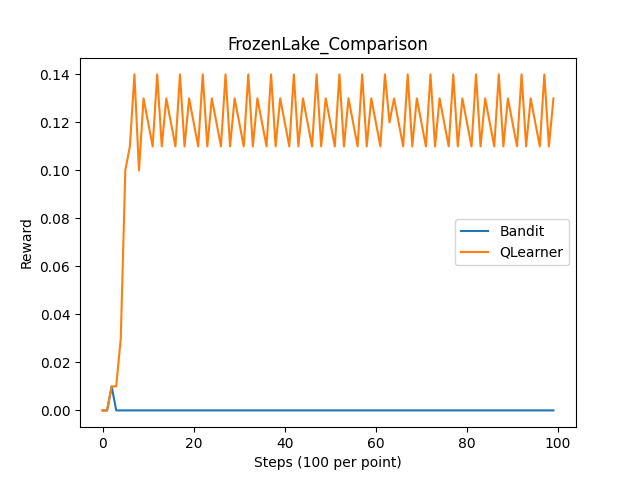 FrozenLake_Comparison
0.14
0.12
0.10
0.08
0.06
0.04
0.02
0.00
Reward
Bandit
QLearner
0 20 40 60 80 100
Steps (100 per point)